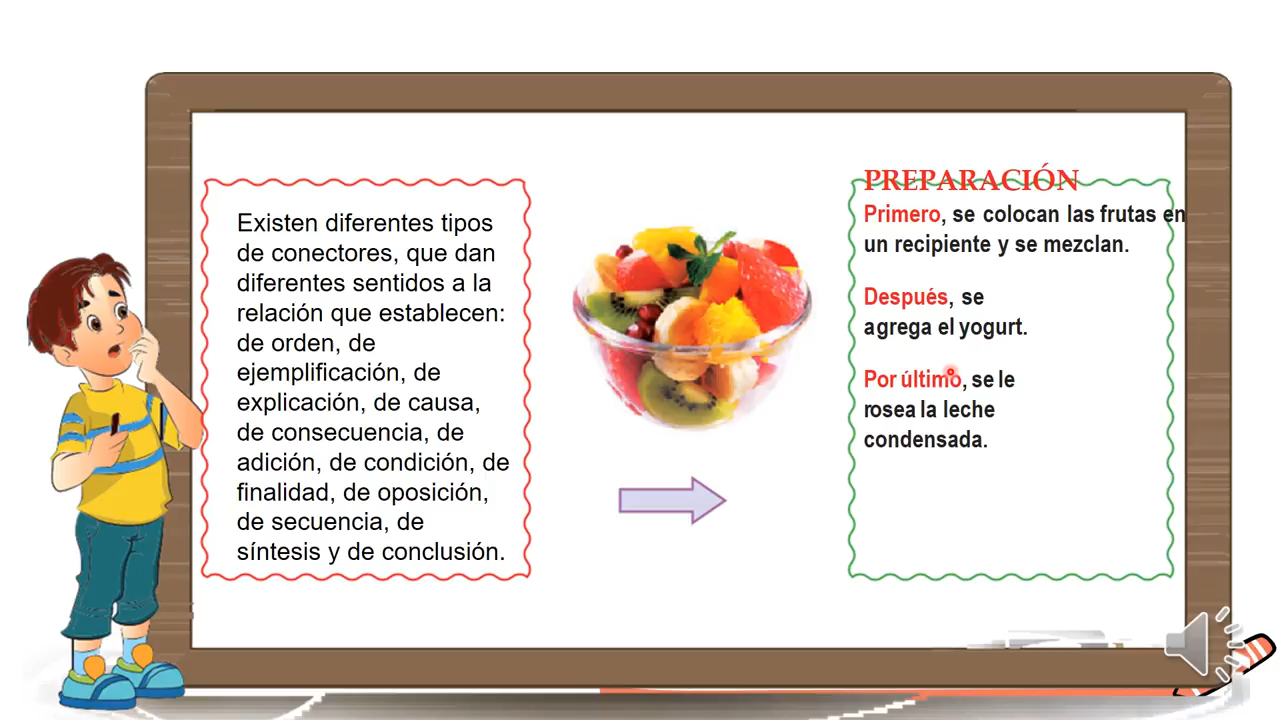 Existen diferentes tipos
de conectores, que dan
diferentes sentidos a la
relación que establecen:
de orden, de
ejemplificación, de
explicación, de causa,
de consecuencia, de
adición, de condición, de
finalidad, de oposición,
de secuencia, de
síntesis y de conclusión.
PREPARACIÓN
Primero, se colocan las frutas en
un recipiente y se mezclan.
Después, se
agrega el yogurt.
Por último, se le
rosea la leche
condensada.